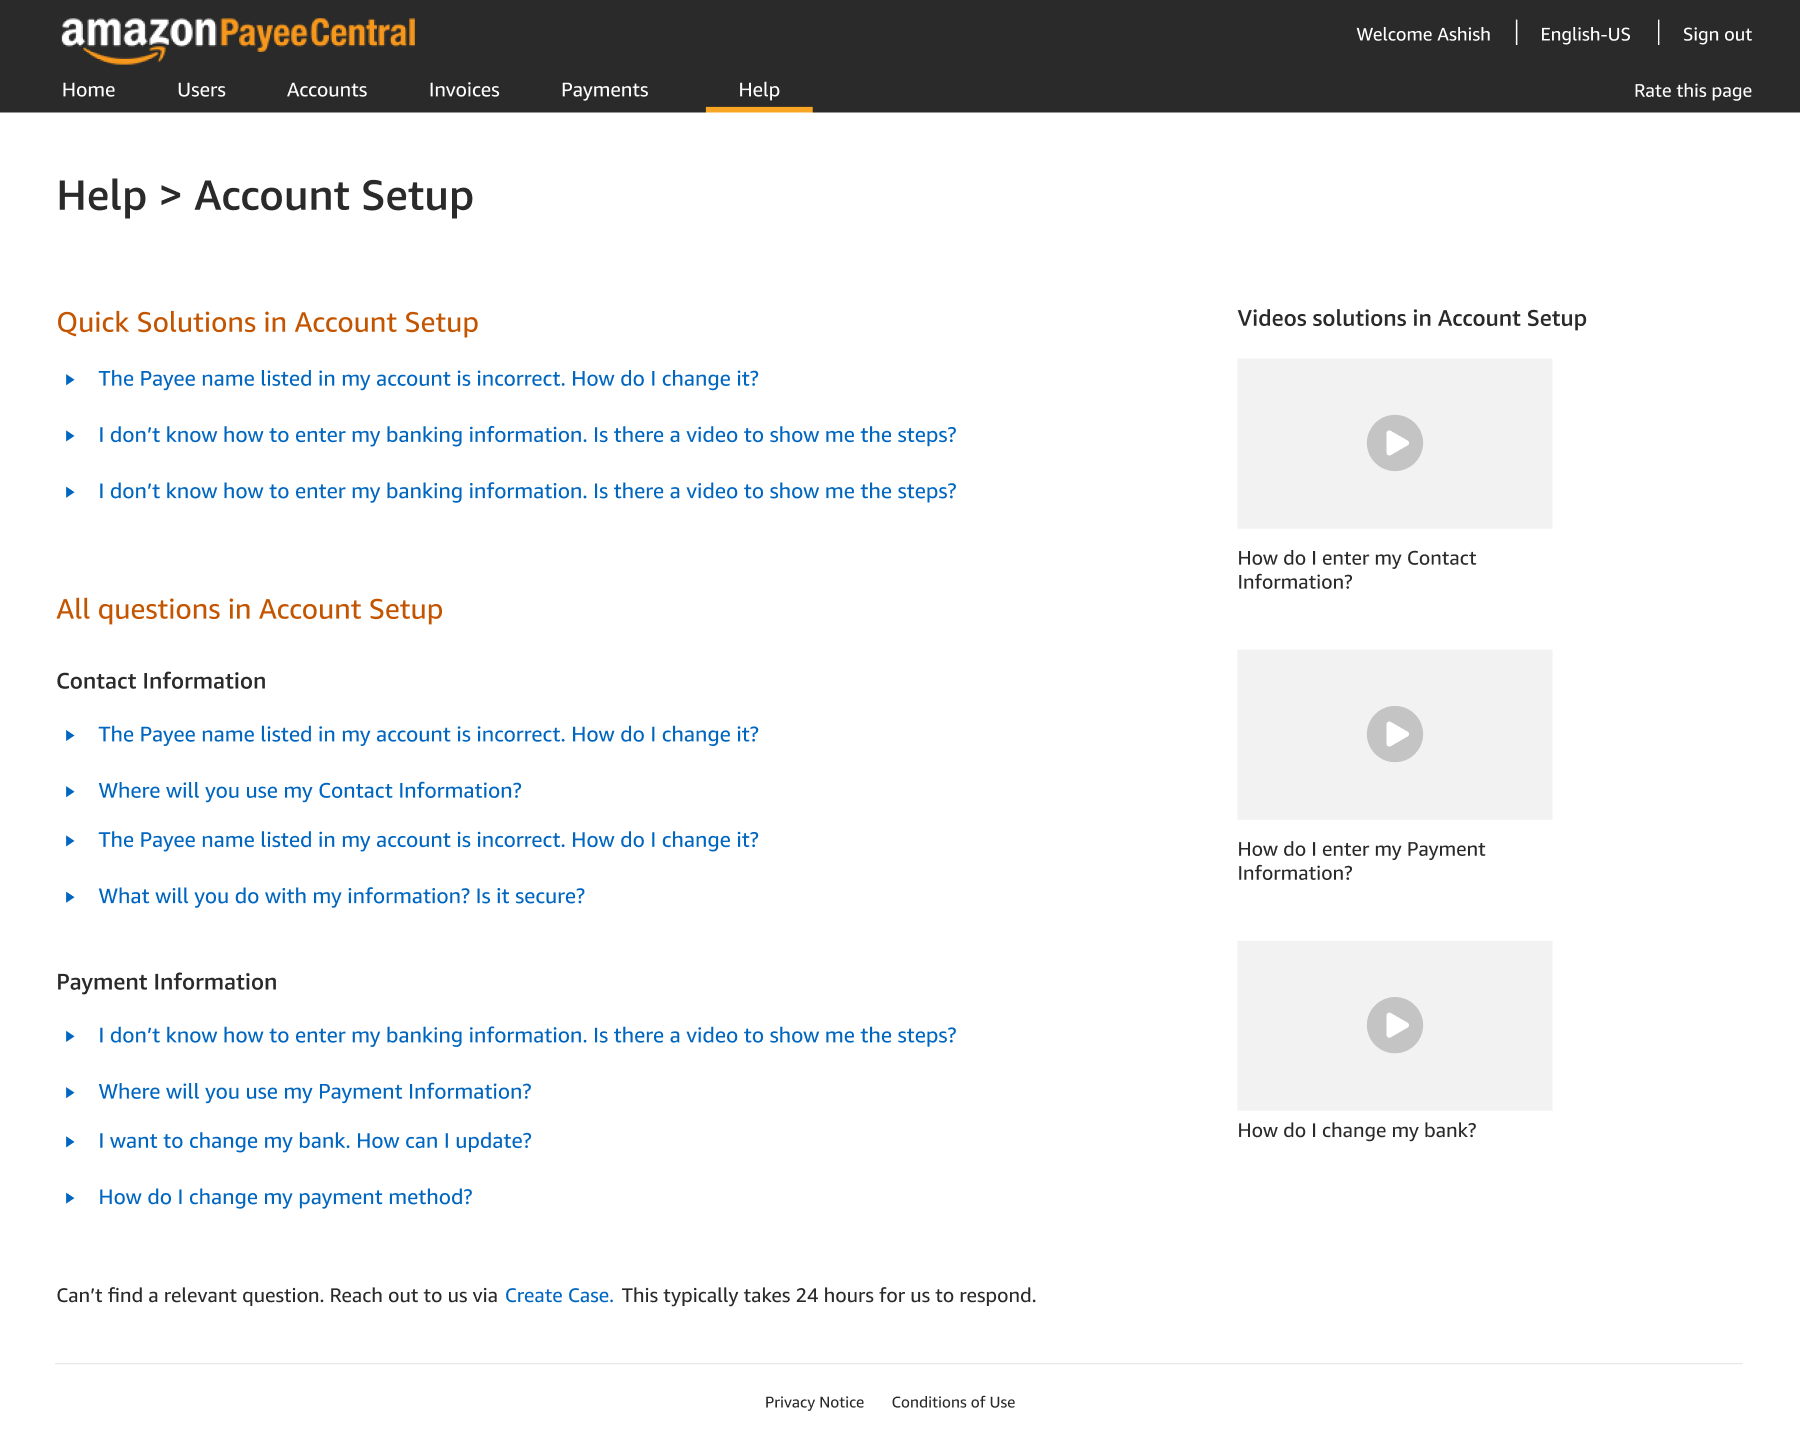 amazonPayeeCentral
Welcome Ashish
English-US
Sign out
Home
Users
Accounts
Invoices
Payments
Help
Rate this page
Help > Account Setup
Quick Solutions in Account Setup
The Payee name listed in my account is incorrect. How do I change it?
I don’t know how to enter my banking information. Is there a video to show me the steps?
I don’t know how to enter my banking information. Is there a video to show me the steps?
All questions in Account Setup
Contact Information
The Payee name listed in my account is incorrect. How do I change it?
Where will you use my Contact Information?
The Payee name listed in my account is incorrect. How do I change it?
What will you do with my information? Is it secure?
Payment Information
I don’t know how to enter my banking information. Is there a video to show me the steps?
Where will you use my Payment Information?
I want to change my bank. How can I update?
How do I change my payment method?
Can’t find a relevant question. Reach out to us via Create Case. This typically takes 24 hours for us to respond.
Videos solutions in Account Setup
How do I enter my Contact
Information?
How do I enter my Payment
Information?
How do I change my bank?
Privacy Notice
Conditions of Use